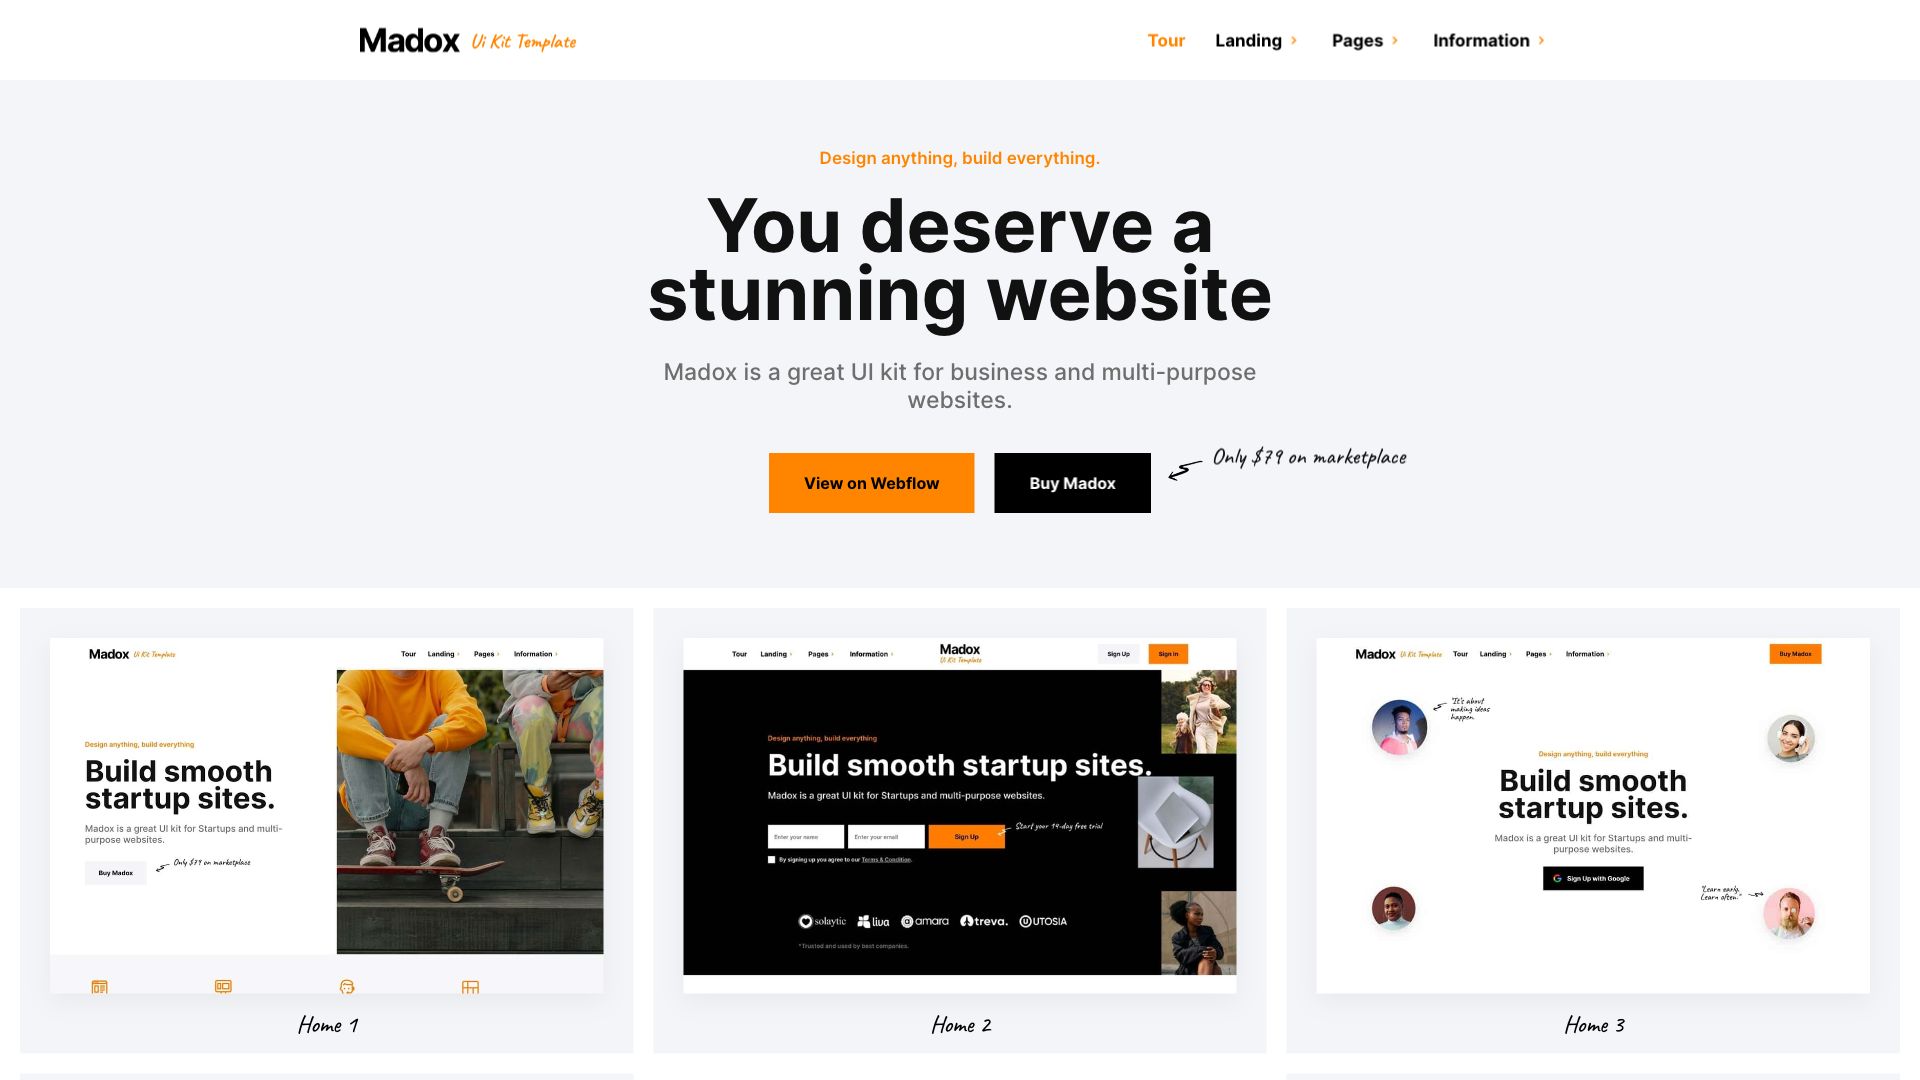 Madox Ui Kit Template
Tour Landing Pages Information
Design anything, build everything.
You deserve a
stunning website
Madox is a great UI kit for business and multi-purpose
websites.
View on Webflow
Buy Madox
Only $79 on marketplace
Madox Ui Kit Template
Tour Landing Pages Information
Design anything, build everything
Build smooth
startup sites.
Madox is a great UI kit for Startups and multi-
purpose websites.
Buy Madox
Only $79 on marketplace
Home 1
Tour Landing Pages Information
Madox
Ui Kit Template
Sign Up
Sign In
Design anything, build everything
Build smooth startup sites.
Madox is a great UI kit for Startups and multi-purpose websites.
Enter your name
Enter your email
Sign Up
Start your 14-day free trial
By signing up you agree to our Terms & Condition.
solaytic liva amara treva. UTOSIA
*Trusted and used by best companies.
Home 2
Madox Ui Kit Template
Tour Landing Pages Information
Buy Madox
"It's about
making ideas
happen.
Design anything, build everything
Build smooth
startup sites.
Madox is a great UI kit for Startups and multi-
purpose websites.
Sign Up with Google
"Learn early.
Learn often."
Home 3